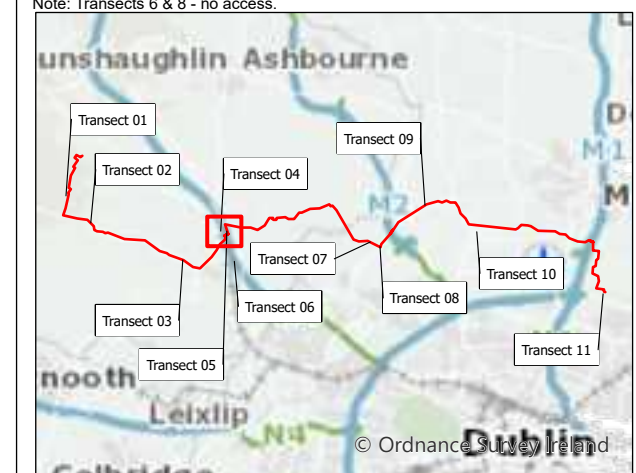 Note: Transects 6 & 8 - no access.
unshaughlin Ashbourne
Transect 01
Transect 09
M1
Transect 02
Transect 04
M2
Transect 07
Transect 10
Transect 08
Transect 03
Transect 06
Transect 05
Transect 11
nooth
Leixlip
N4
Dublin
© Ordnance Survey Ireland
Celbridge